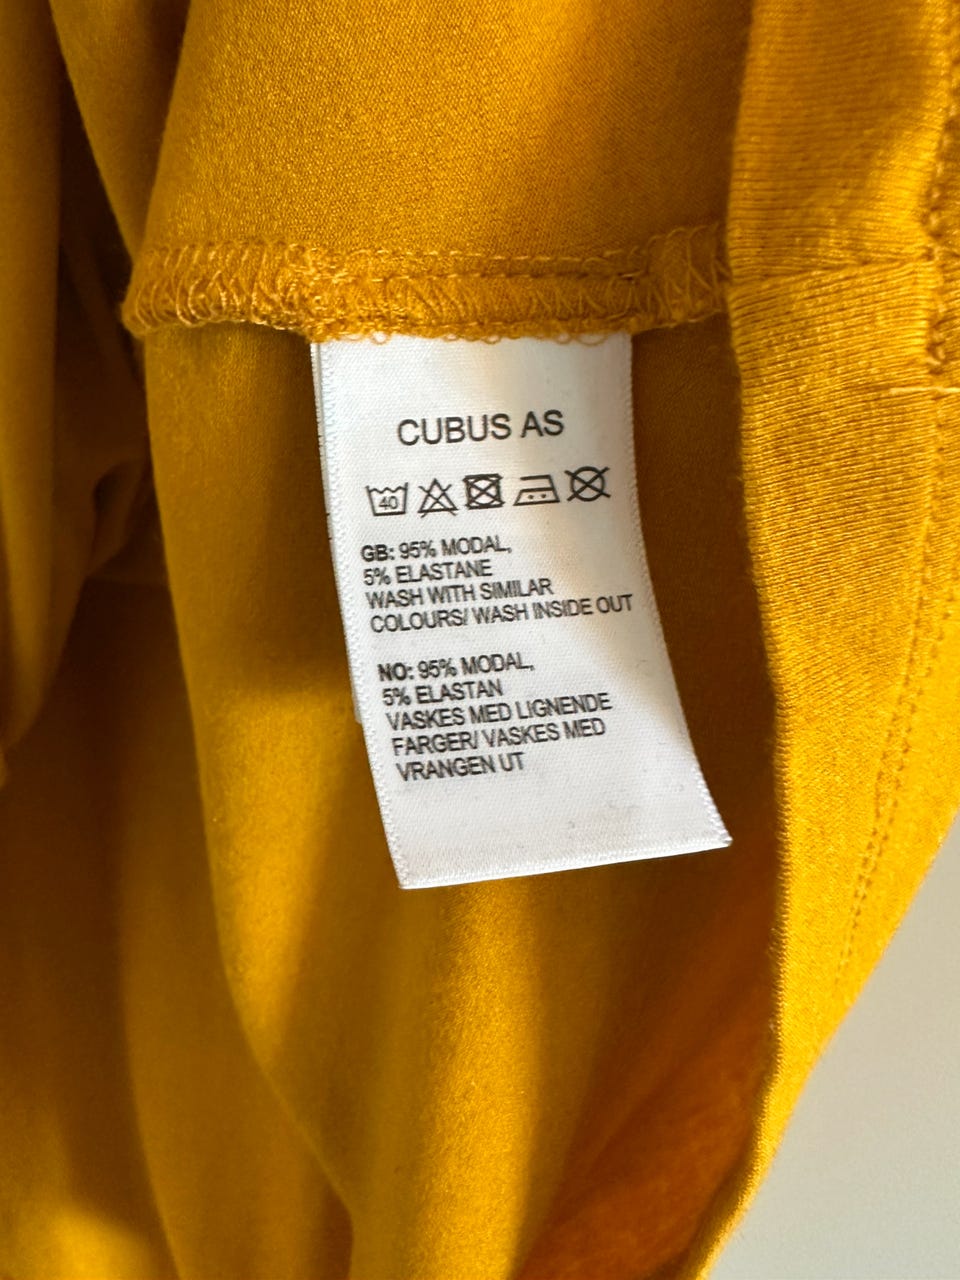 CUBUS AS
40
GB: 95% MODAL,
5% ELASTANE
WASH WITH SIMILAR
COLOURS/ WASH INSIDE OUT
NO: 95% MODAL,
5% ELASTAN
VASKES MED LIGNENDE
FARGER/ VASKES MED
VRANGEN UT